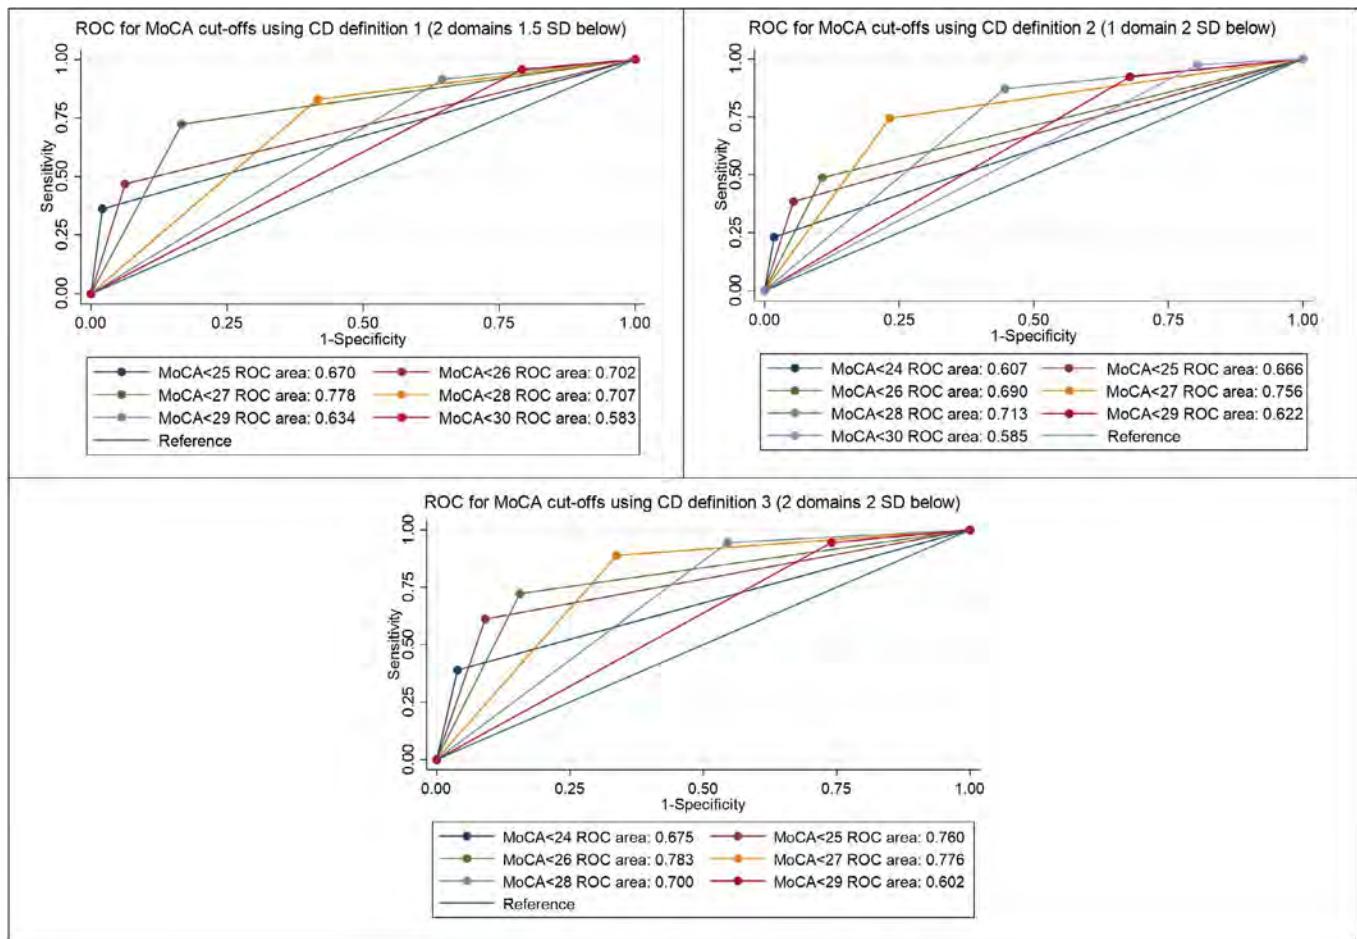 ROC for MoCA cut-offs using CD definition 1 (2 domains 1.5 SD below)
1.00
0.75
Sensitivity
0.50
0.25
0.00
0.00 0.25 0.50 0.75 1.00
1-Specificity
MoCA<25 ROC area: 0.670 MoCA<26 ROC area: 0.702
MoCA<27 ROC area: 0.778 MoCA<28 ROC area: 0.707
MoCA<29 ROC area: 0.634 MoCA<30 ROC area: 0.583
Reference
ROC for MoCA cut-offs using CD definition 2 (1 domain 2 SD below)
1.00
0.75
Sensitivity
0.50
0.25
0.00
0.00 0.25 0.50 0.75 1.00
1-Specificity
MoCA<24 ROC area: 0.607 MoCA<25 ROC area: 0.666
MoCA<26 ROC area: 0.690 MoCA<27 ROC area: 0.756
MoCA<28 ROC area: 0.713 MoCA<29 ROC area: 0.622
MoCA<30 ROC area: 0.585 Reference
ROC for MoCA cut-offs using CD definition 3 (2 domains 2 SD below)
1.00
0.75
Sensitivity
0.50
0.25
0.00
0.00 0.25 0.50 0.75 1.00
1-Specificity
MoCA<24 ROC area: 0.675 MoCA<25 ROC area: 0.760
MoCA<26 ROC area: 0.783 MoCA<27 ROC area: 0.776
MoCA<28 ROC area: 0.700 MoCA<29 ROC area: 0.602
Reference